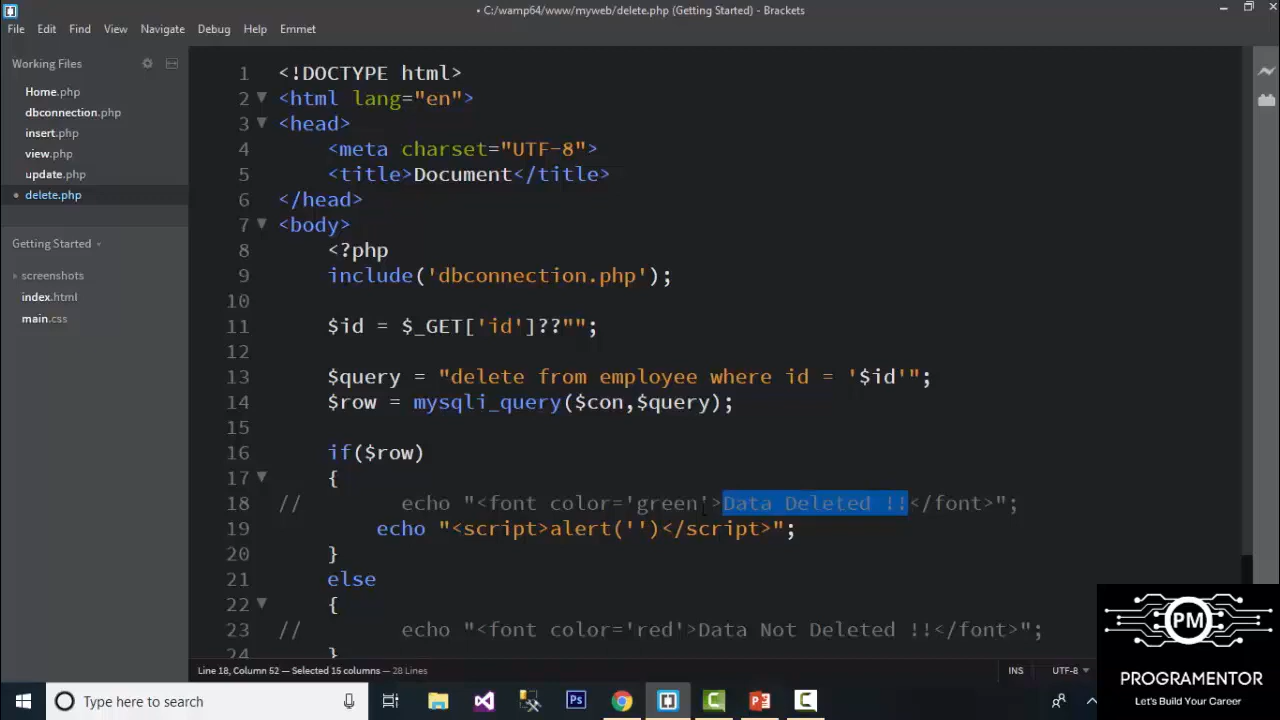 • C:/wamp64/www/myweb/delete.php (Getting Started) - Brackets
File Edit Find View Navigate Debug Help Emmet
Working Files
Home.php
dbconnection.php
insert.php
view.php
update.php
• delete.php
Getting Started
screenshots
index.html
main.css
1 <!DOCTYPE html>
2 <html lang="en">
3 <head>
4 <meta charset="UTF-8">
5 <title>Document</title>
6 </head>
7 <body>
8 <?php
9 include('dbconnection.php');
10
11 $id = $_GET['id']??"";
12
13 $query = "delete from employee where id = '$id'";
14 $row = mysqli_query($con,$query);
15
16 if($row)
17 {
18 // echo "<font color='green'>Data Deleted !!</font>";
19 echo "<script>alert('')</script>";
20 }
21 else
22 {
23 // echo "<font color='red'>Data Not Deleted !!</font>";
24 }
Line 18, Column 52 — Selected 15 columns — 28 Lines
INS UTF-8
PM
PROGRAMENTOR
Let's Build Your Career
Type here to search
Ps